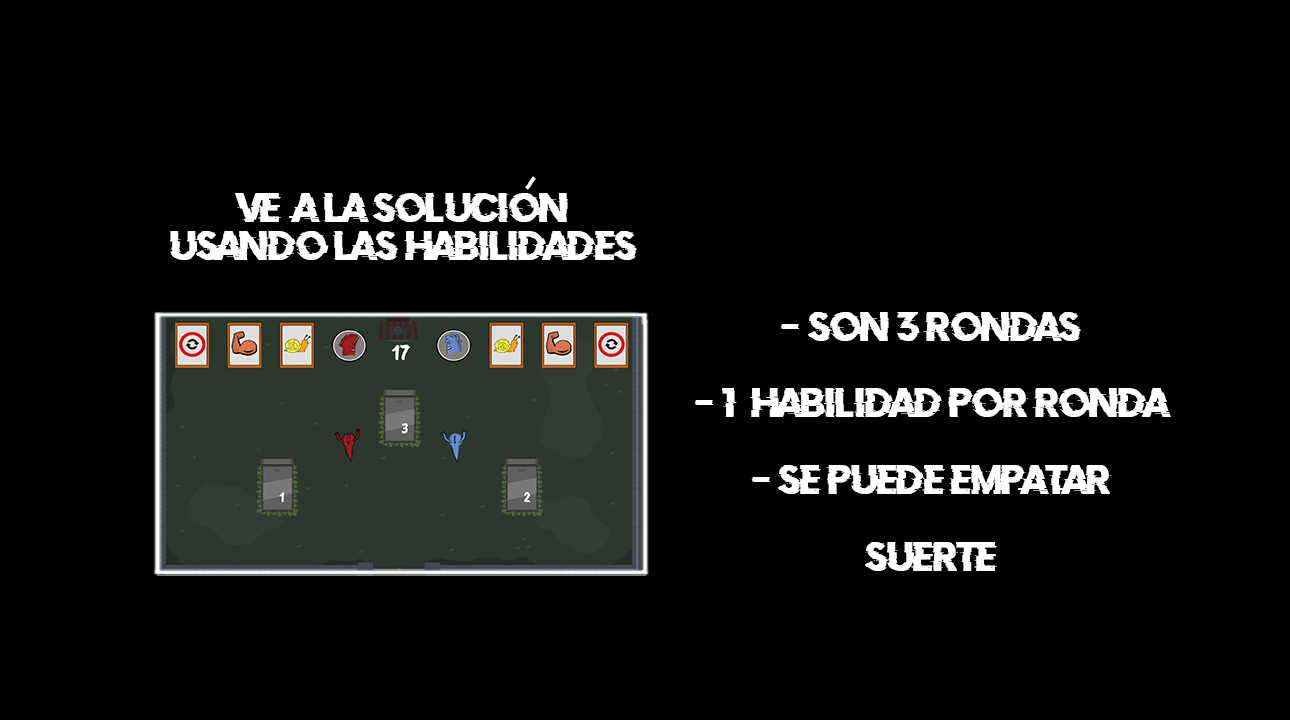 VE A LA SOLUCIÓN
USANDO LAS HABILIDADES
17
3
1
2
- SON 3 RONDAS
- 1 HABILIDAD POR RONDA
- SE PUEDE EMPATAR
SUERTE